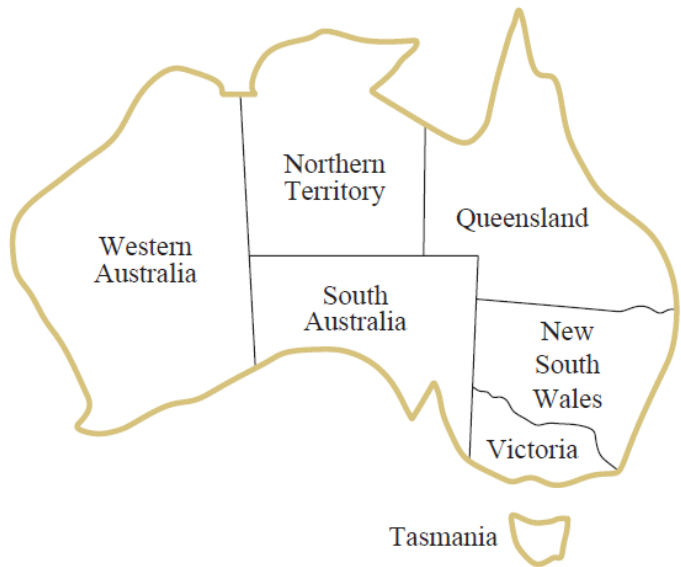 Northern
Territory
Queensland
Western
Australia
South
Australia
New
South
Wales
Victoria
Tasmania